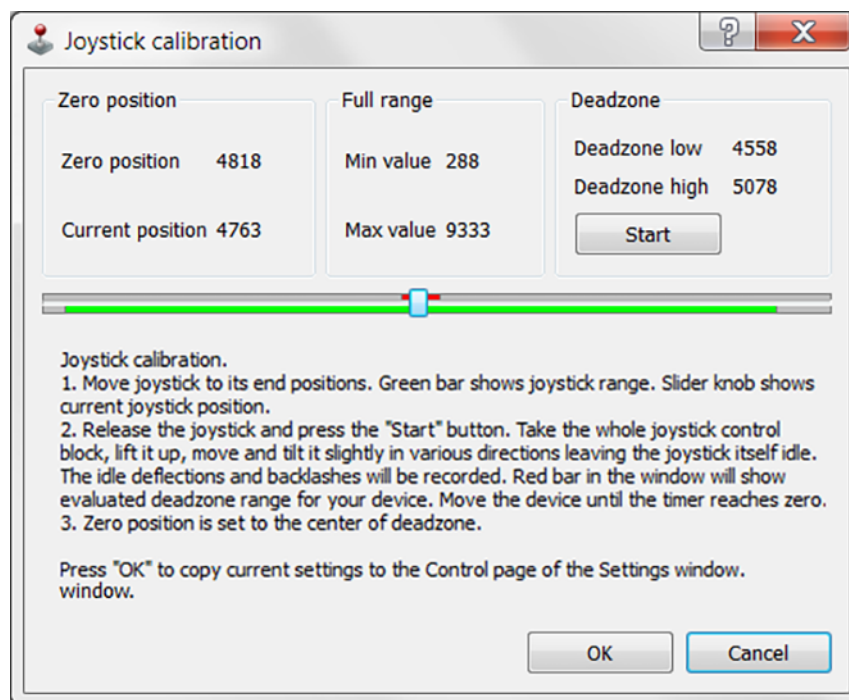 Joystick calibration
Zero position
Zero position 4818
Current position 4763
Full range
Min value 288
Max value 9333
Deadzone
Deadzone low 4558
Deadzone high 5078
Start
Joystick calibration.
1. Move joystick to its end positions. Green bar shows joystick range. Slider knob shows
current joystick position.
2. Release the joystick and press the "Start" button. Take the whole joystick control
block, lift it up, move and tilt it slightly in various directions leaving the joystick itself idle.
The idle deflections and backlashes will be recorded. Red bar in the window will show
evaluated deadzone range for your device. Move the device until the timer reaches zero.
3. Zero position is set to the center of deadzone.
Press "OK" to copy current settings to the Control page of the Settings window.
window.
OK
Cancel